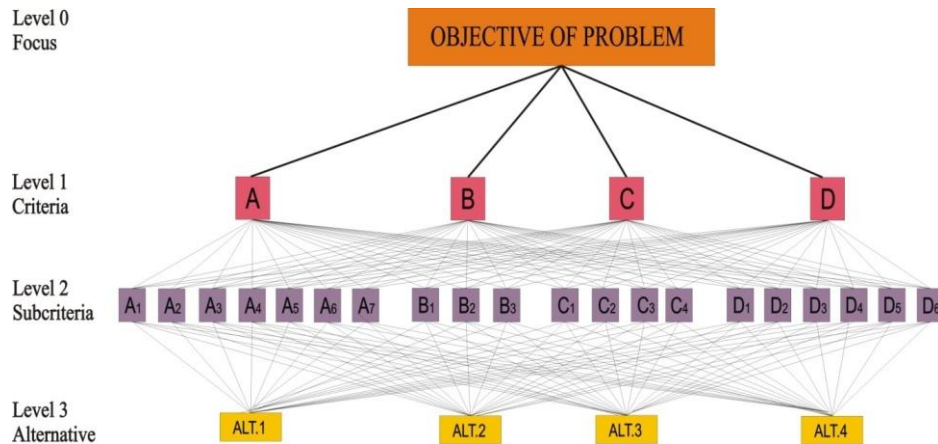 Level 0
Focus
OBJECTIVE OF PROBLEM
Level 1
Criteria
A B C D
Level 2
Subcriteria
A1 A2 A3 A4 A5 A6 A7 B1 B2 B3 C1 C2 C3 C4 D1 D2 D3 D4 D5 D6
Level 3
Alternative
ALT.1 ALT.2 ALT.3 ALT.4